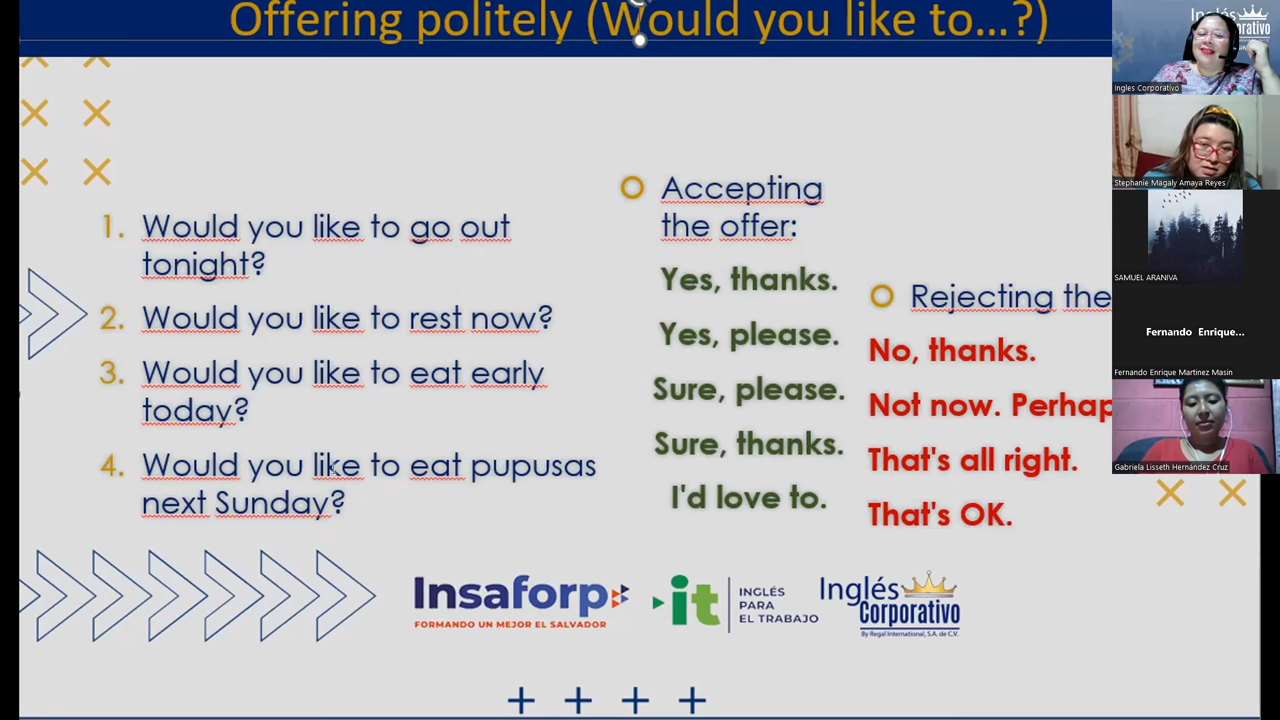 Offering politely (Would you like to...?)
1. Would you like to go out
tonight?
2. Would you like to rest now?
3. Would you like to eat early
today?
4. Would you like to eat pupusas
next Sunday?
Accepting
the offer:
Yes, thanks.
Yes, please.
Sure, please.
Sure, thanks.
I'd love to.
Rejecting the
No, thanks.
Not now.
That's all right.
That's OK.
Insaforp
FORMANDO UN MEJOR EL SALVADOR
it
INGLÉS
PARA
EL TRABAJO
Inglés
Corporativo
By Regal International, S.A. de C.V.
Inglés
Ingles Corporativo
Stephanie Magaly Amaya Reyes
SAMUEL ARANIVA
Fernando Enrique...
Fernando Enrique Martinez Masin
Gabriela Lisseth Hernández Cruz